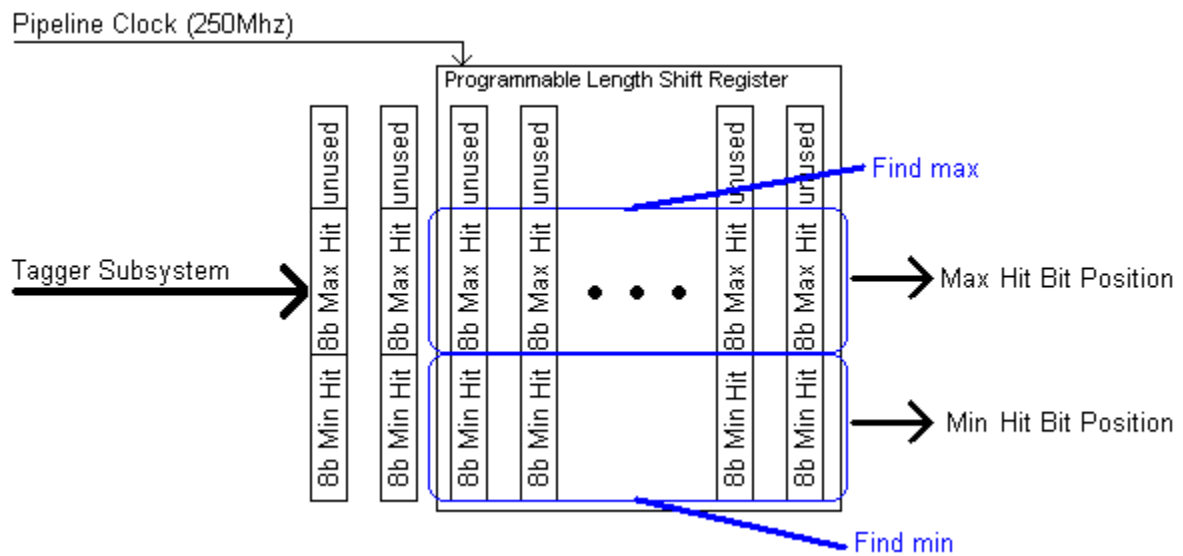 Pipeline Clock (250Mhz)
Programmable Length Shift Register
unused
unused
unused
unused
unused
unused
Find max
8b Max Hit
8b Max Hit
8b Max Hit
8b Max Hit
8b Max Hit
8b Max Hit
Tagger Subsystem
Max Hit Bit Position
8b Min Hit
8b Min Hit
8b Min Hit
8b Min Hit
8b Min Hit
8b Min Hit
Min Hit Bit Position
Find min